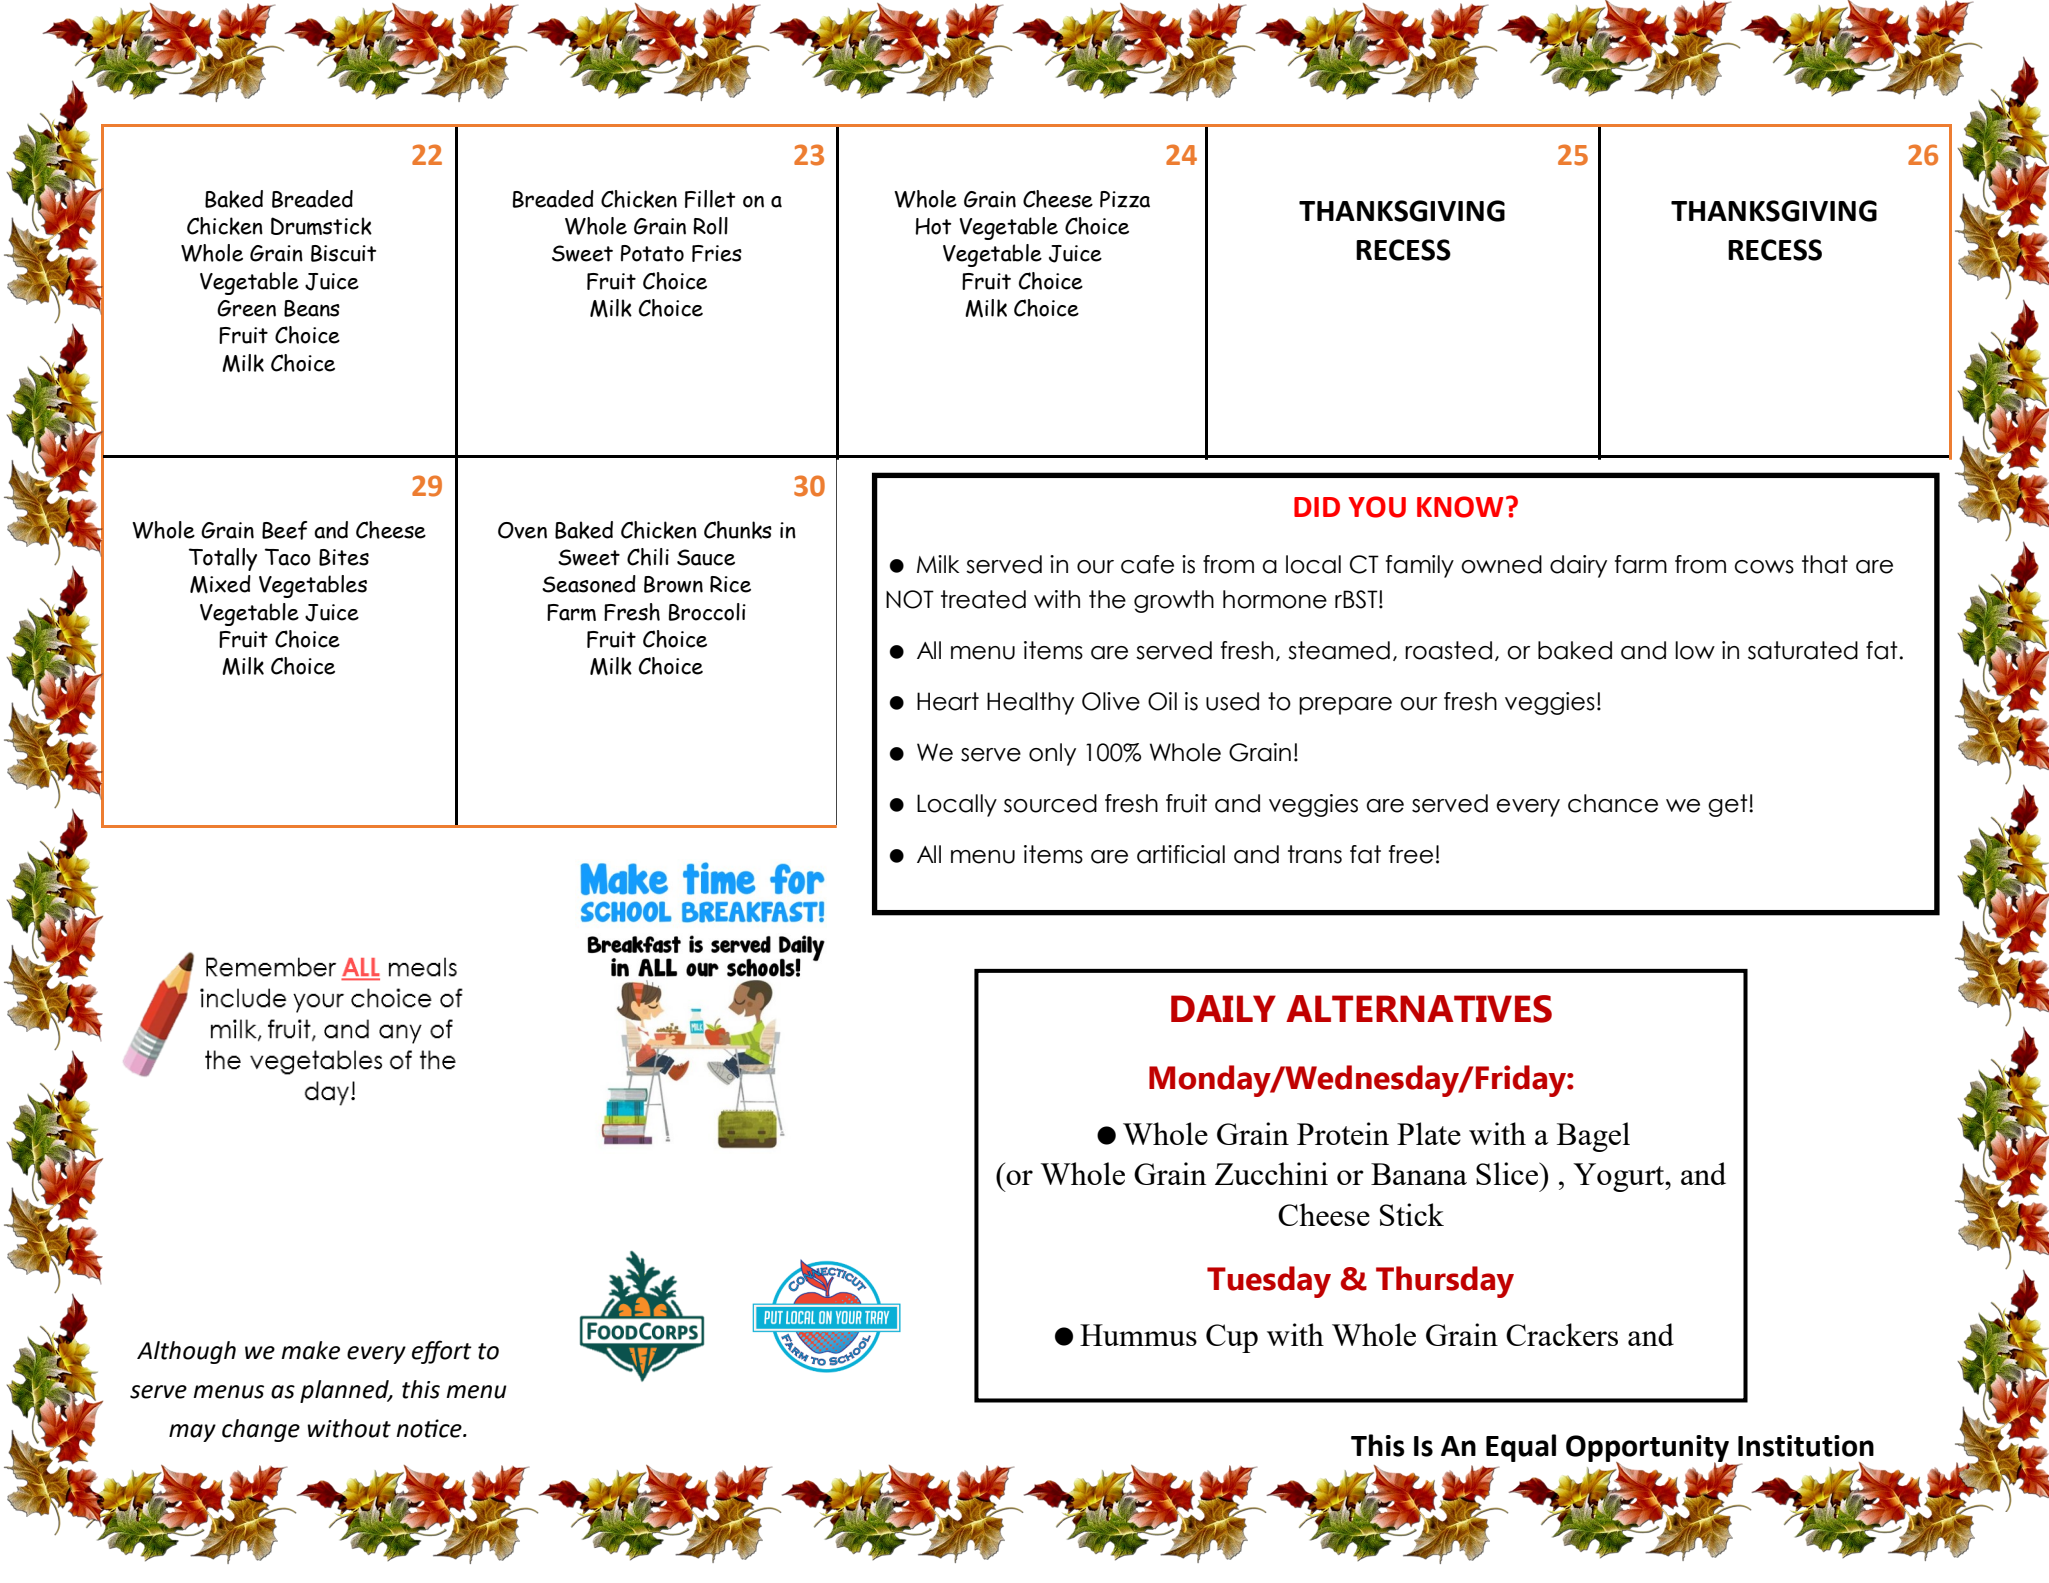 22
Baked Breaded
Chicken Drumstick
Whole Grain Biscuit
Vegetable Juice
Green Beans
Fruit Choice
Milk Choice
23
Breaded Chicken Fillet on a
Whole Grain Roll
Sweet Potato Fries
Fruit Choice
Milk Choice
24
Whole Grain Cheese Pizza
Hot Vegetable Choice
Vegetable Juice
Fruit Choice
Milk Choice
25
THANKSGIVING
RECESS
26
THANKSGIVING
RECESS
29
Whole Grain Beef and Cheese
Totally Taco Bites
Mixed Vegetables
Vegetable Juice
Fruit Choice
Milk Choice
30
Oven Baked Chicken Chunks in
Sweet Chili Sauce
Seasoned Brown Rice
Farm Fresh Broccoli
Fruit Choice
Milk Choice
DID YOU KNOW?
● Milk served in our cafe is from a local CT family owned dairy farm from cows that are
NOT treated with the growth hormone rBST!
● All menu items are served fresh, steamed, roasted, or baked and low in saturated fat.
● Heart Healthy Olive Oil is used to prepare our fresh veggies!
● We serve only 100% Whole Grain!
● Locally sourced fresh fruit and veggies are served every chance we get!
● All menu items are artificial and trans fat free!
Remember ALL meals
include your choice of
milk, fruit, and any of
the vegetables of the
day!
Make time for
SCHOOL BREAKFAST!
Breakfast is served Daily
in ALL our schools!
MILK
DAILY ALTERNATIVES
Monday/Wednesday/Friday:
● Whole Grain Protein Plate with a Bagel
(or Whole Grain Zucchini or Banana Slice) , Yogurt, and
Cheese Stick
Tuesday & Thursday
● Hummus Cup with Whole Grain Crackers and
FOODCORPS
CONNECTICUT
PUT LOCAL ON YOUR TRAY
FARM TO SCHOOL
Although we make every effort to
serve menus as planned, this menu
may change without notice.
This Is An Equal Opportunity Institution